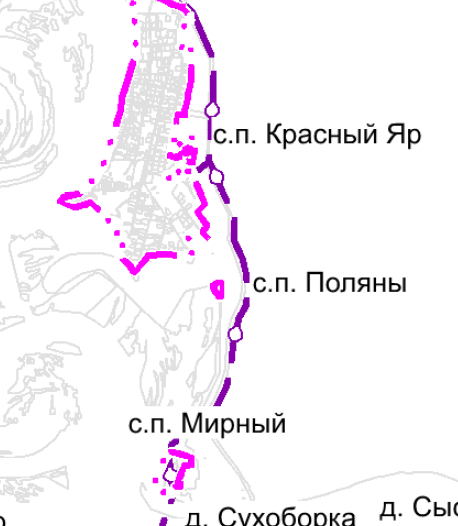 с.п. Красный Яр
с.п. Поляны
с.п. Мирный
д. Сухоборка